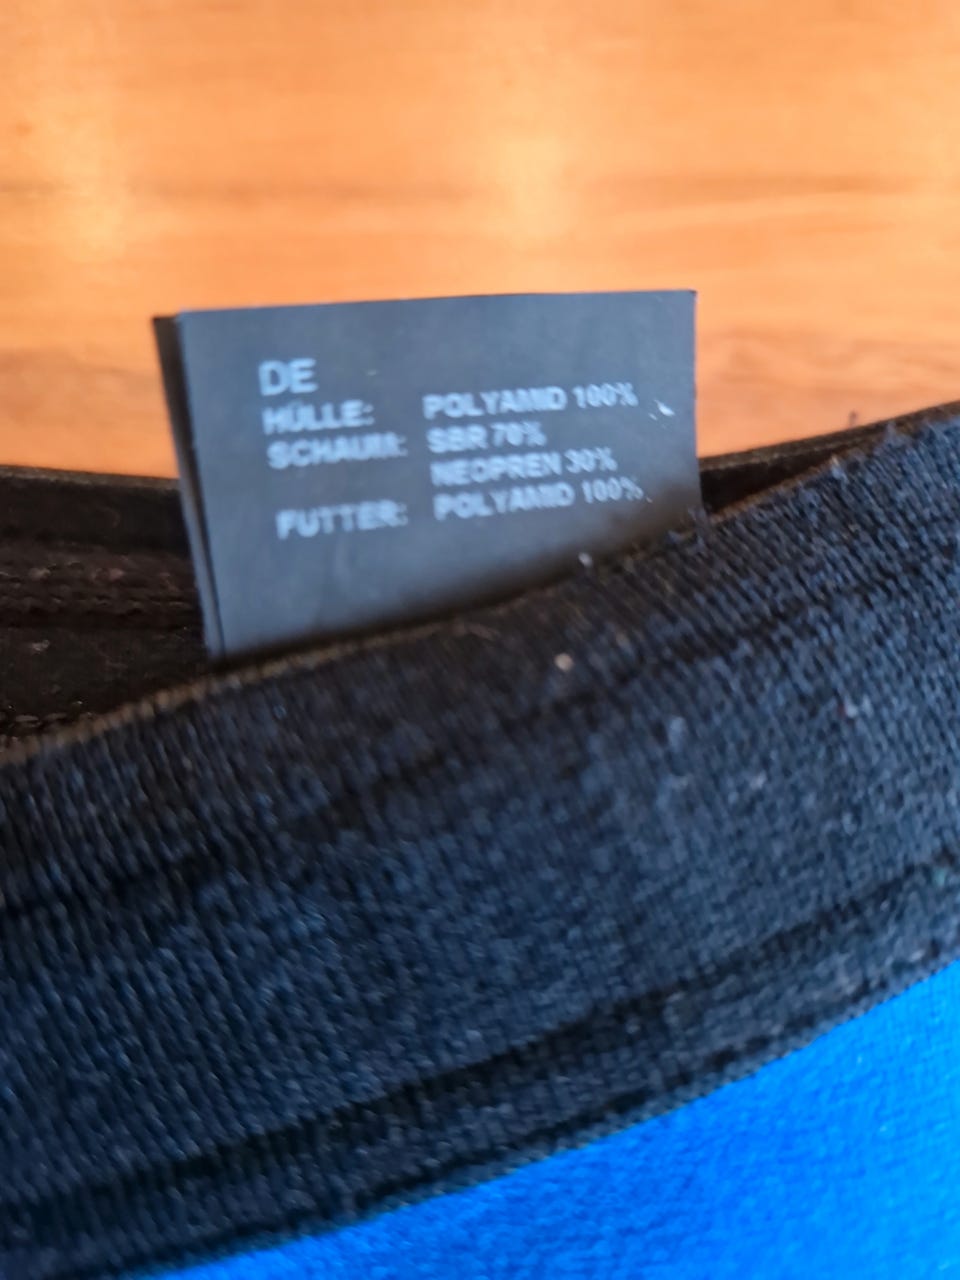 DE
HÜLLE: POLYAMID 100%
SCHAUM: SBR 70%
NEOPREN 30%
FUTTER: POLYAMID 100%